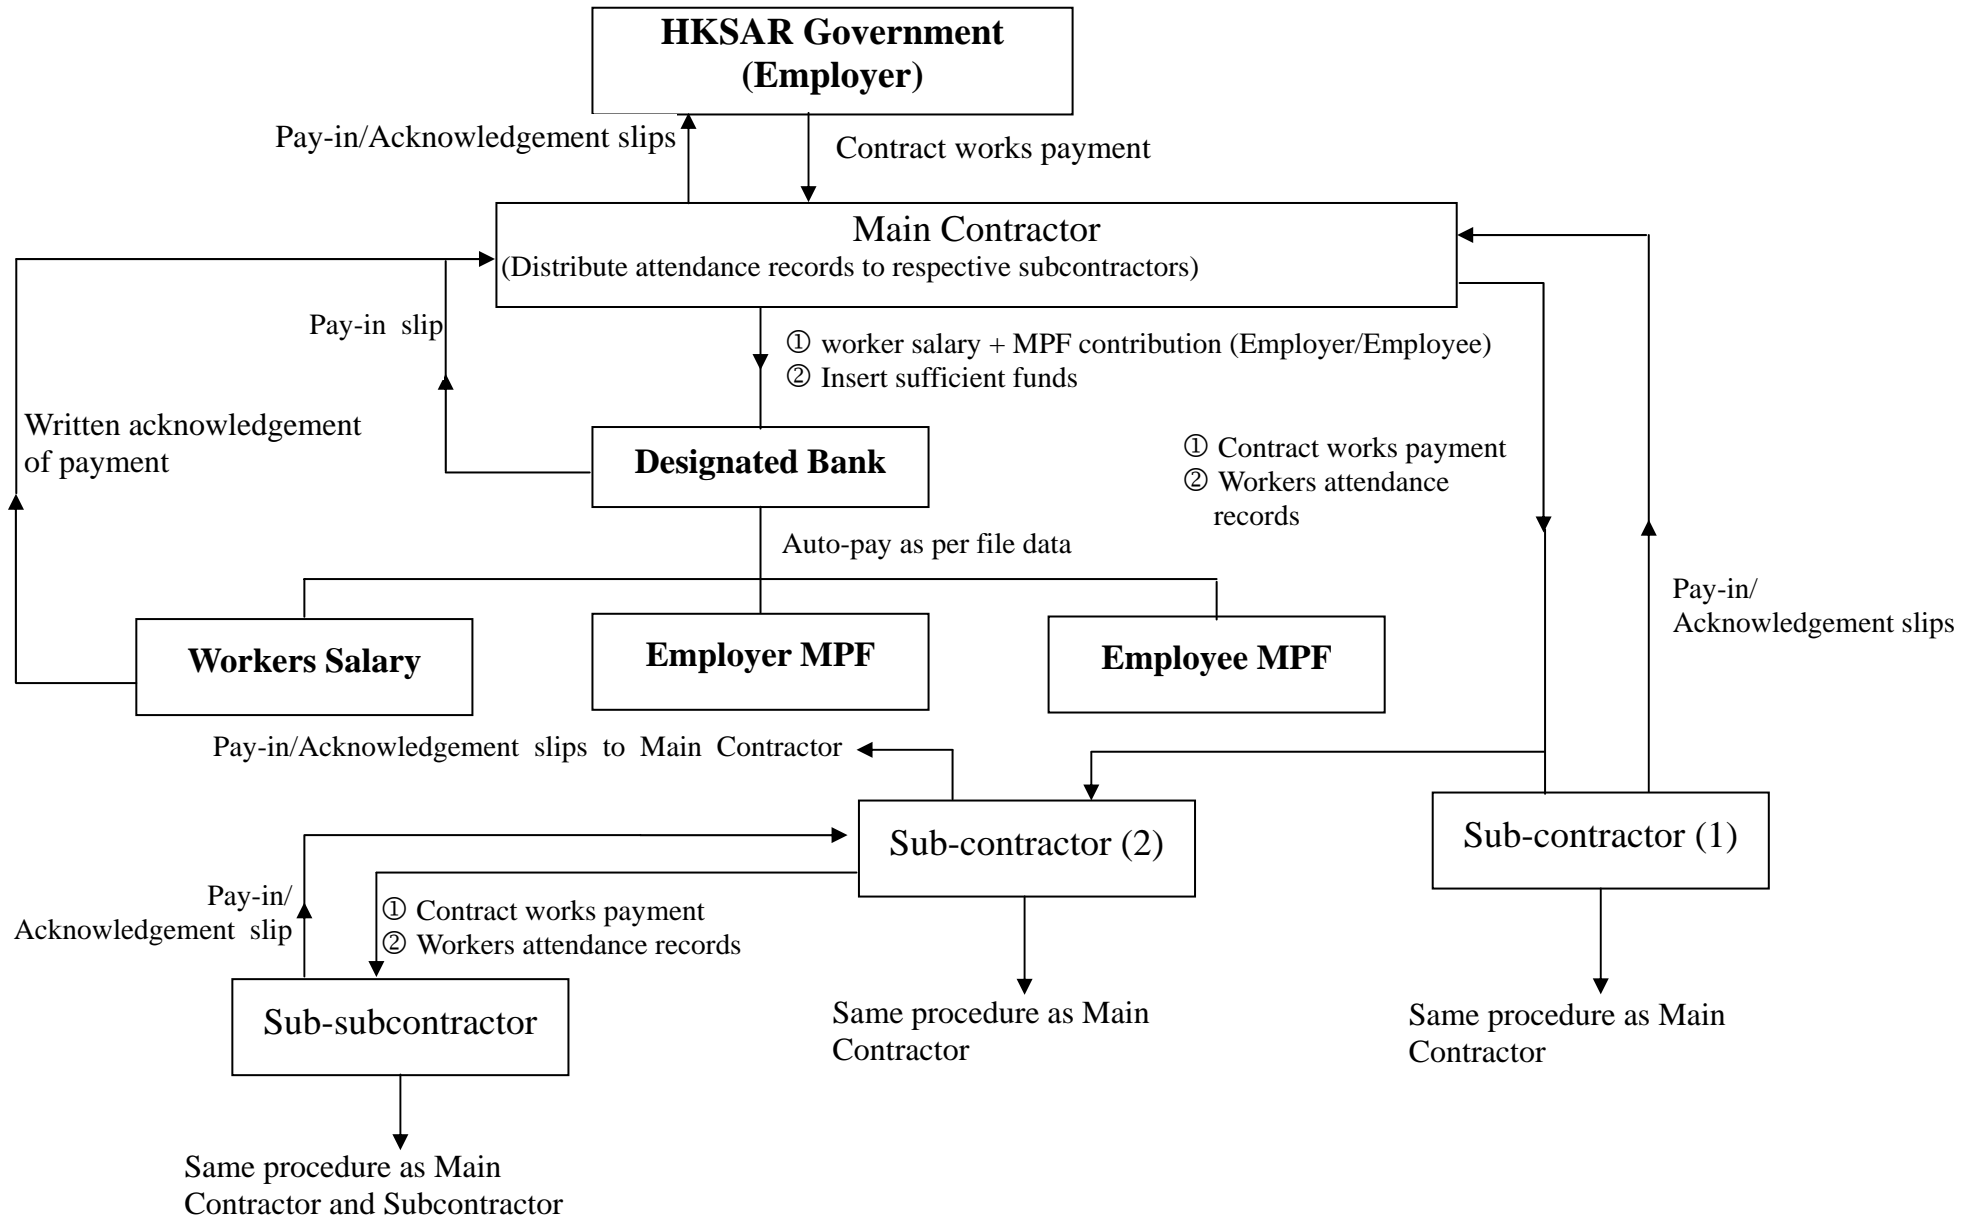 HKSAR Government
(Employer)
Pay-in/Acknowledgement slips
Contract works payment
Main Contractor
(Distribute attendance records to respective subcontractors)
Pay-in slip
① worker salary + MPF contribution (Employer/Employee)
② Insert sufficient funds
Written acknowledgement
of payment
Designated Bank
① Contract works payment
② Workers attendance
records
Auto-pay as per file data
Pay-in/
Acknowledgement slips
Workers Salary
Employer MPF
Employee MPF
Pay-in/Acknowledgement slips to Main Contractor
Sub-contractor (2)
Sub-contractor (1)
Pay-in/
Acknowledgement slip
① Contract works payment
② Workers attendance records
Sub-subcontractor
Same procedure as Main
Contractor
Same procedure as Main
Contractor
Same procedure as Main
Contractor and Subcontractor